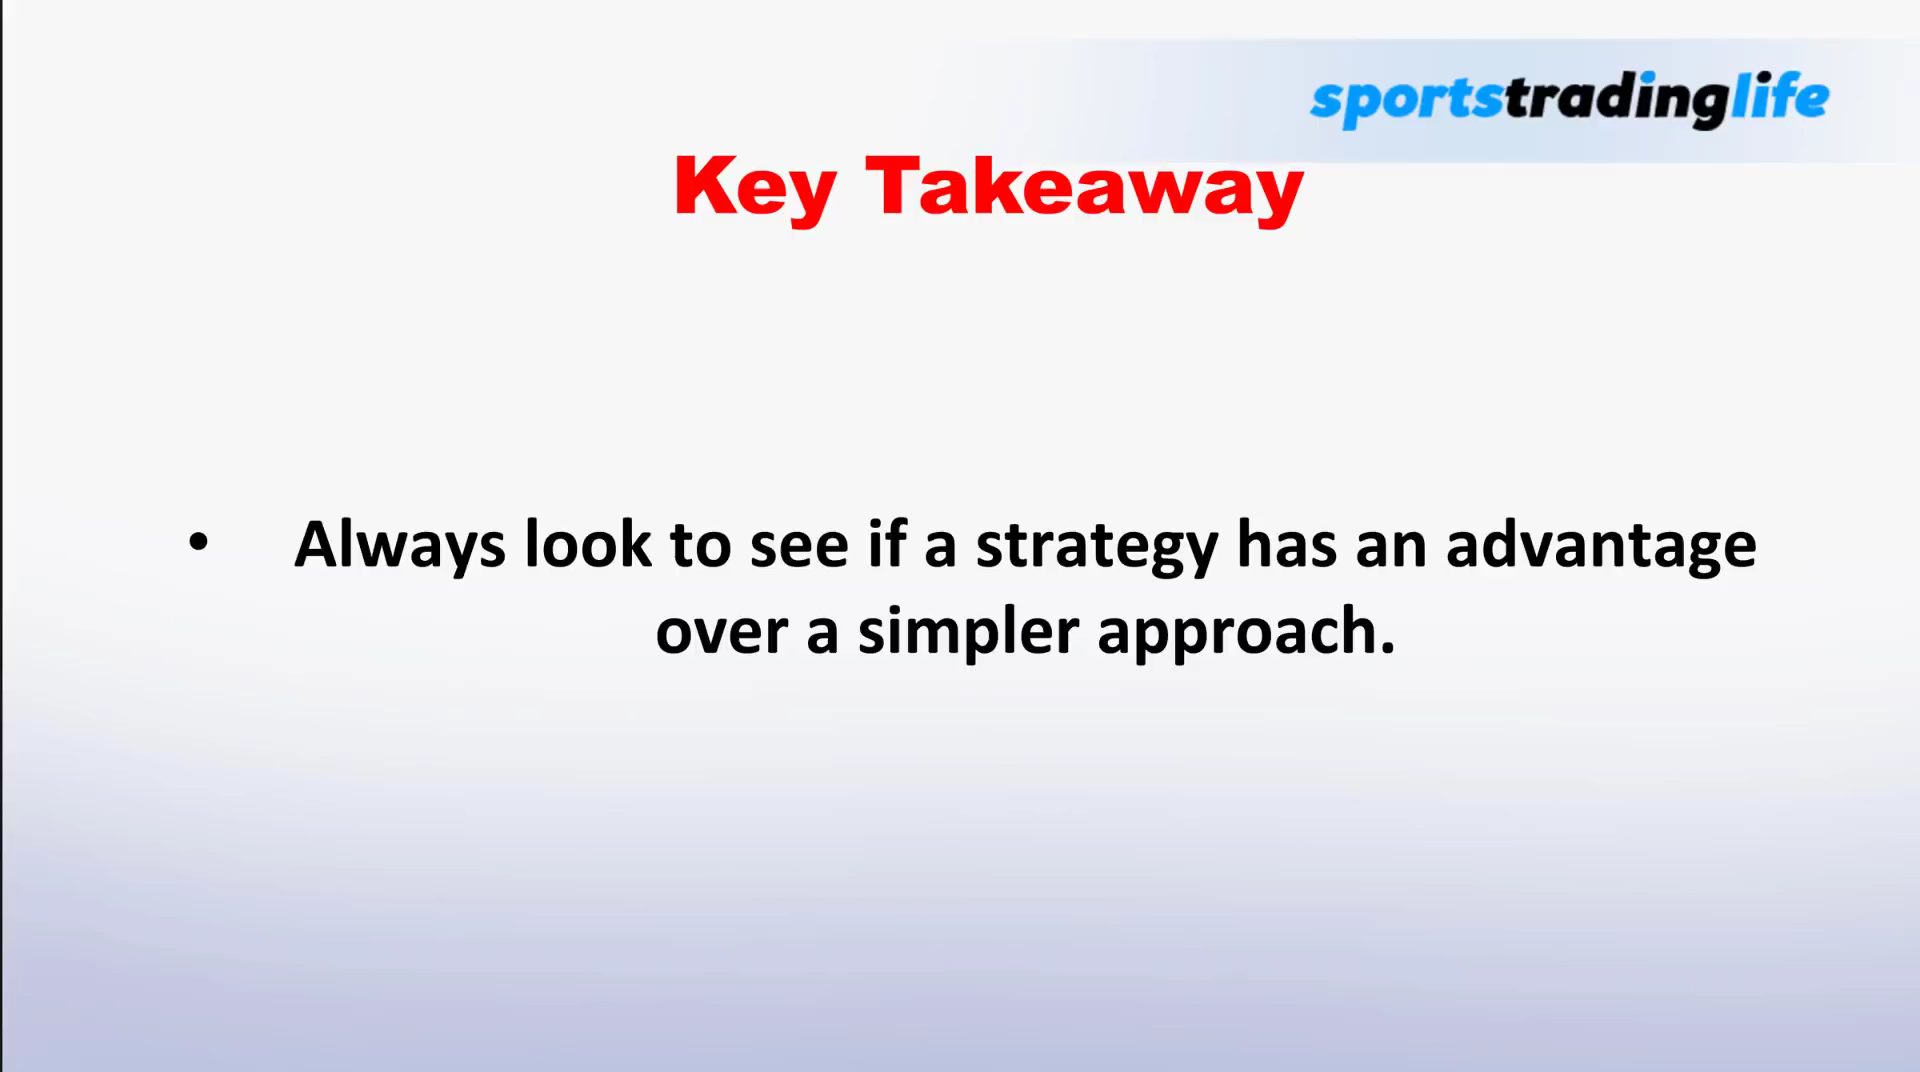 sportstradinglife
Key Takeaway
• Always look to see if a strategy has an advantage
over a simpler approach.